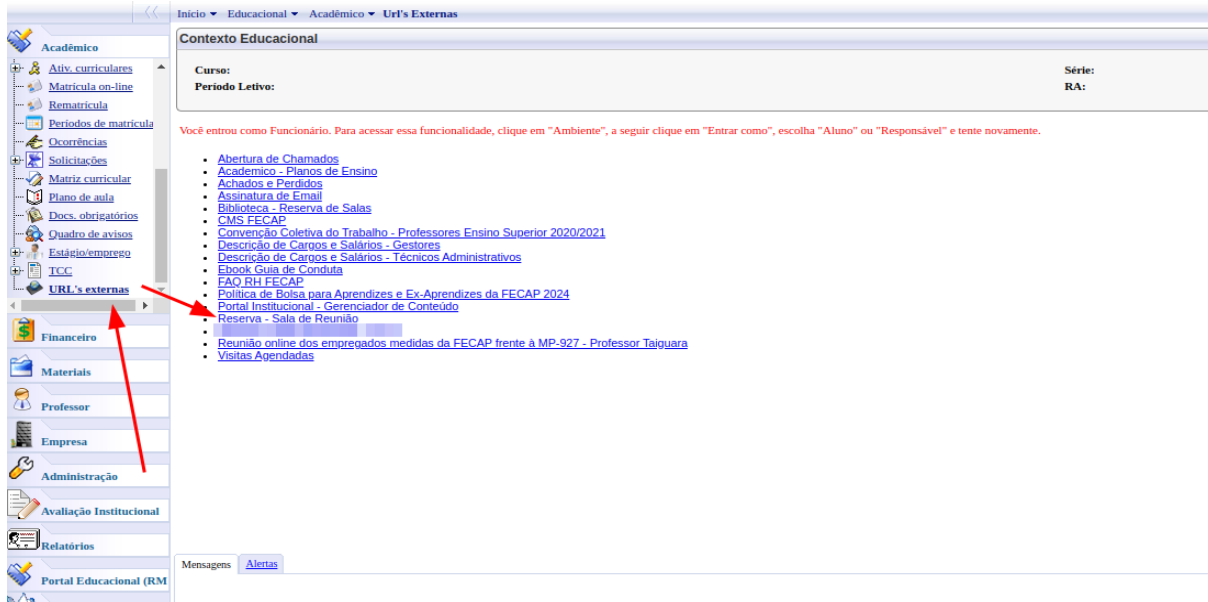 Início Educacional Acadêmico Url's Externas
Acadêmico
Ativ. curriculares
Matrícula on-line
Rematrícula
Períodos de matrícula
Ocorrências
Solicitações
Matriz curricular
Plano de aula
Docs. obrigatórios
Quadro de avisos
Estágio/emprego
TCC
URL's externas
Financeiro
Materiais
Professor
Empresa
Administração
Avaliação Institucional
Relatórios
Portal Educacional (RM
Contexto Educacional
Curso: Série:
Período Letivo: RA:
Você entrou como Funcionário. Para acessar essa funcionalidade, clique em "Ambiente", a seguir clique em "Entrar como", escolha "Aluno" ou "Responsável" e tente novamente.
Abertura de Chamados
Academico - Planos de Ensino
Achados e Perdidos
Assinatura de Email
Biblioteca - Reserva de Salas
CMS FECAP
Convenção Coletiva do Trabalho - Professores Ensino Superior 2020/2021
Descrição de Cargos e Salários - Gestores
Descrição de Cargos e Salários - Técnicos Administrativos
Ebook Guia de Conduta
FAQ RH FECAP
Política de Bolsa para Aprendizes e Ex-Aprendizes da FECAP 2024
Portal Institucional - Gerenciador de Conteúdo
Reserva - Sala de Reunião
Reunião online dos empregados medidas da FECAP frente à MP-927 - Professor Taiguara
Visitas Agendadas
Mensagens Alertas